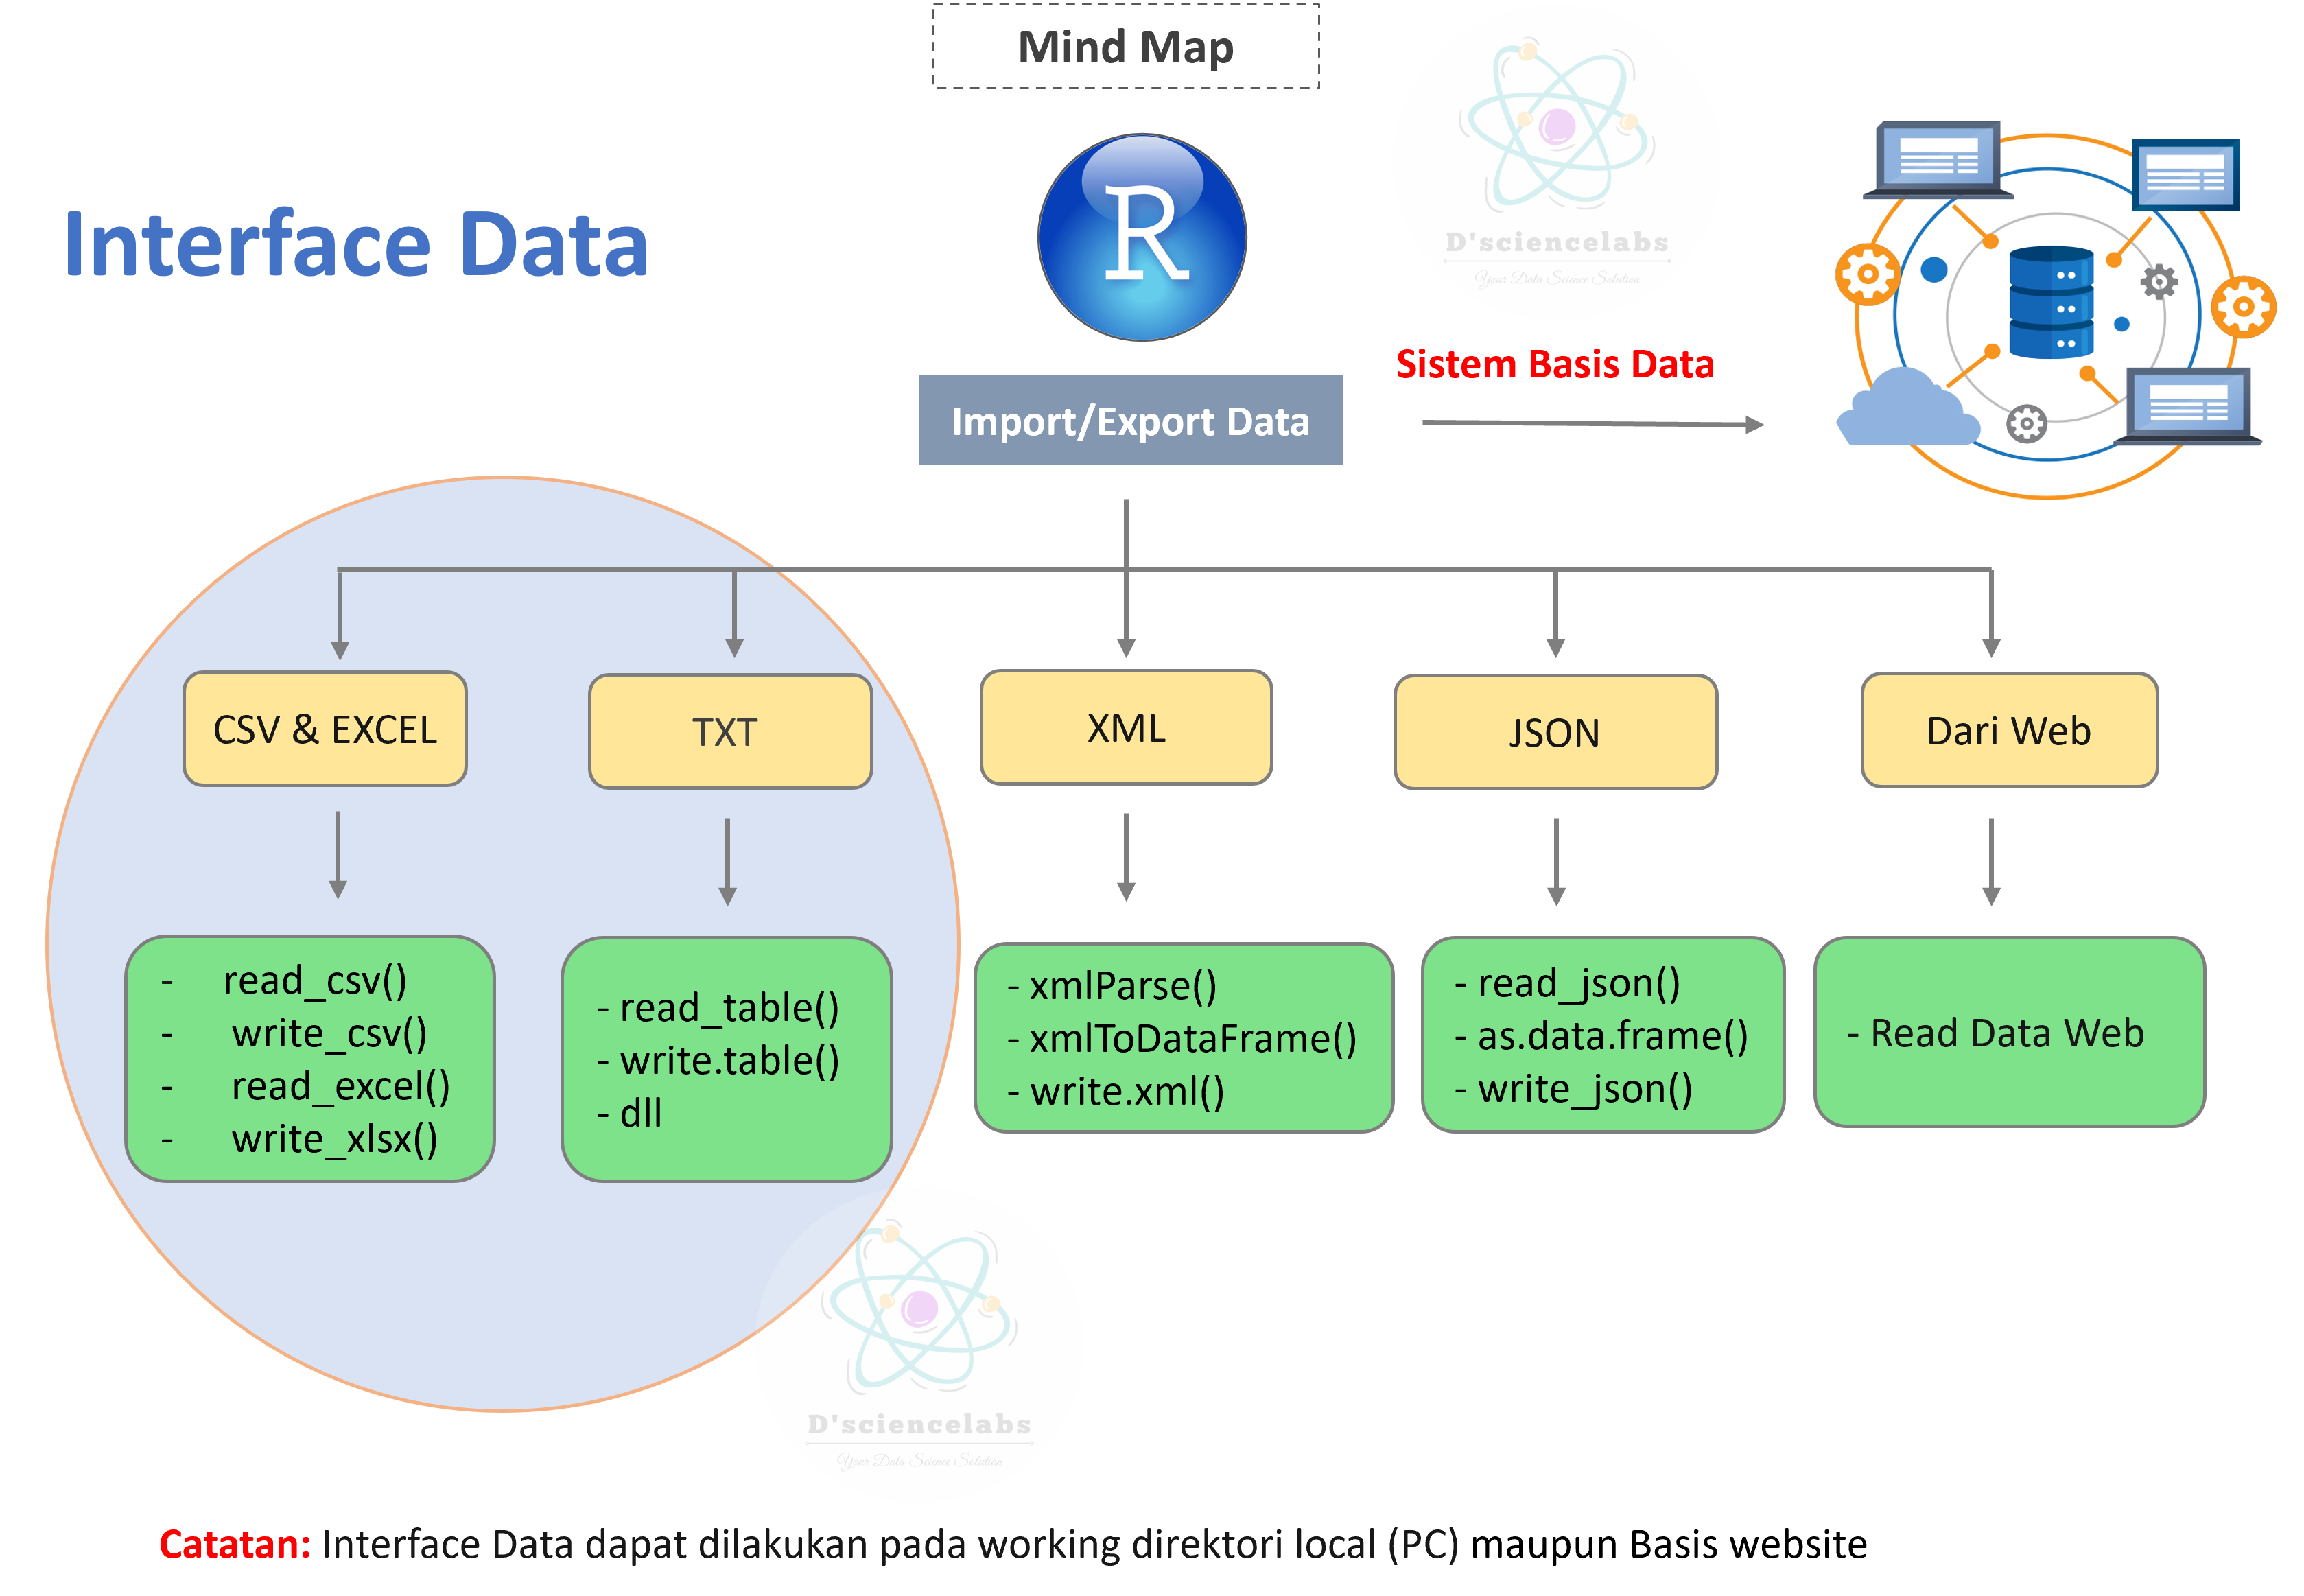 Mind Map
R
D'sciencelabs
Your Data Science Solution
Interface Data
Sistem Basis Data
Import/Export Data
CSV & EXCEL
TXT
XML
JSON
Dari Web
- read_csv()
- write_csv()
- read_excel()
- write_xlsx()
- read_table()
- write.table()
- dll
- xmlParse()
- xmlToDataFrame()
- write.xml()
- read_json()
- as.data.frame()
- write_json()
- Read Data Web
D'sciencelabs
Your Data Science Solution
Catatan: Interface Data dapat dilakukan pada working direktori local (PC) maupun Basis website